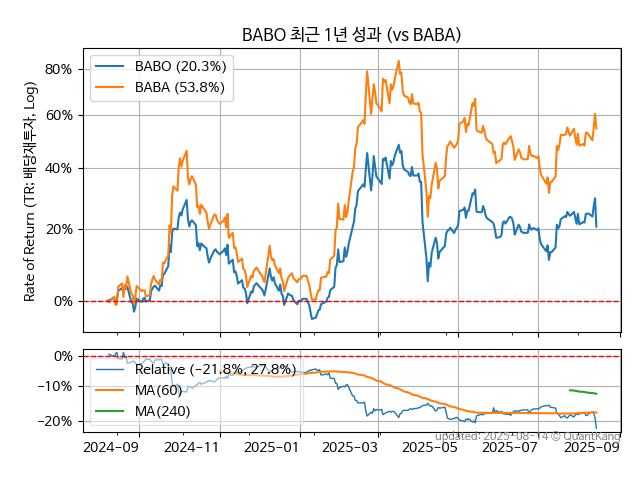 BABO 최근 1년 성과 (vs BABA)
Rate of Return (TR: 배당재투자, Log)
80%
60%
40%
20%
0%
BABO (20.3%)
BABA (53.8%)
0%
−10%
−20%
Relative (−21.8%, 27.8%)
MA(60)
MA(240)
2024-09 2024-11 2025-01 2025-03 2025-05 2025-07 2025-09
updated: 2025-08-14 © QuantKang